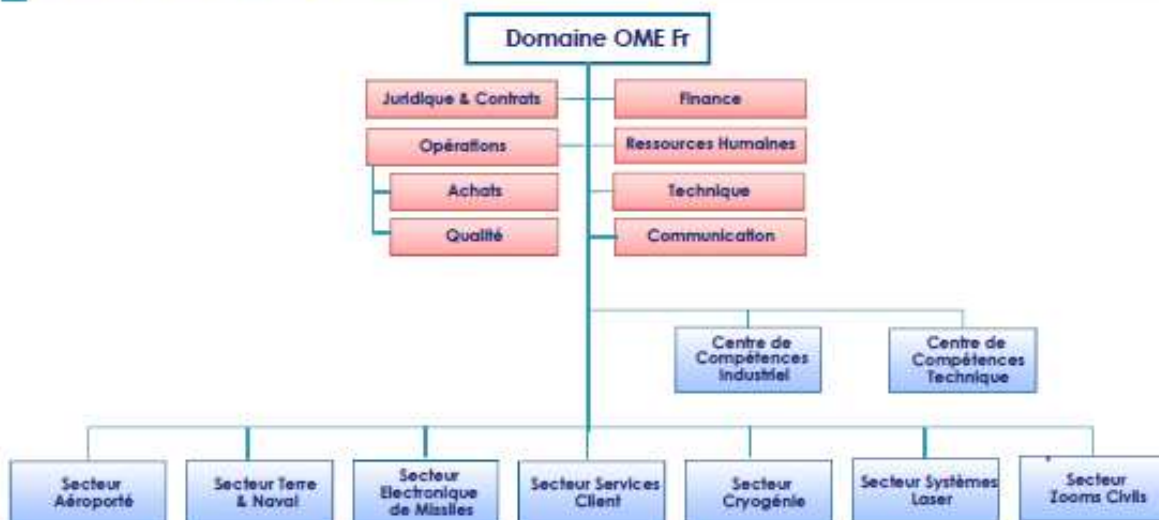 Domaine OME Fr
Juridique & Contrats
Finance
Opérations
Ressources Humaines
Achats
Technique
Qualité
Communication
Centre de
Compétences
Industriel
Centre de
Compétences
Technique
Secteur
Aéroporté
Secteur Terre
& Naval
Secteur
Electronique
de Missiles
Secteur Services
Client
Secteur
Cryogénie
Secteur Systèmes
Laser
Secteur
Zooms Civils